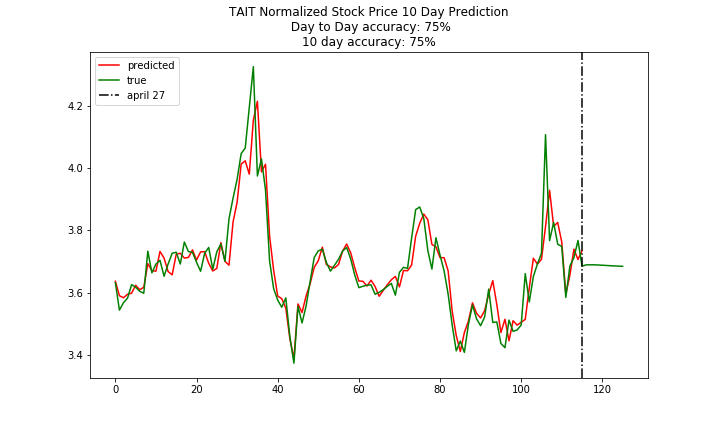 TAIT Normalized Stock Price 10 Day Prediction
Day to Day accuracy: 75%
10 day accuracy: 75%
predicted
true
april 27
4.2
4.0
3.8
3.6
3.4
0 20 40 60 80 100 120